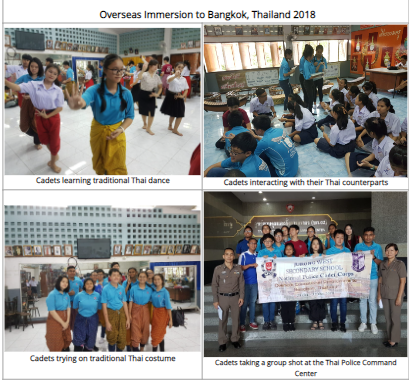 Overseas Immersion to Bangkok, Thailand 2018
Cadets learning traditional Thai dance
Cadets interacting with their Thai counterparts
SECONDARY SCHOOL
National Police Cadet Corps
Cadets trying on traditional Thai costume
Cadets taking a group shot at the Thai Police Command
Center